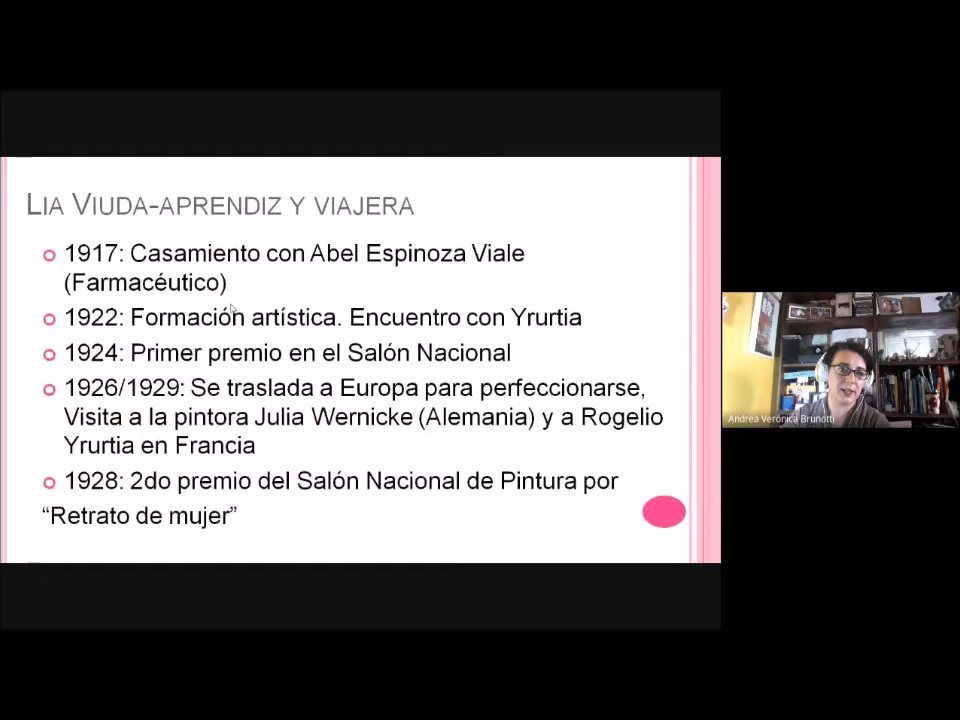 LIA VIUDA-APRENDIZ Y VIAJERA
1917: Casamiento con Abel Espinoza Viale
(Farmacéutico)
1922: Formación artística. Encuentro con Yrurtia
1924: Primer premio en el Salón Nacional
1926/1929: Se traslada a Europa para perfeccionarse,
Visita a la pintora Julia Wernicke (Alemania) y a Rogelio
Yrurtia en Francia
1928: 2do premio del Salón Nacional de Pintura por
“Retrato de mujer”
Andrea Verónica Brunotti